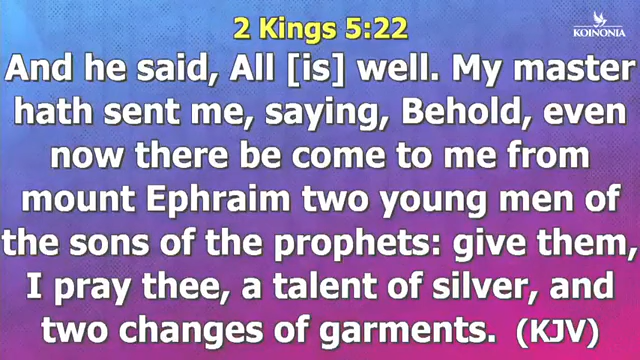 2 Kings 5:22
KOINONIA
And he said, All [is] well. My master
hath sent me, saying, Behold, even
now there be come to me from
mount Ephraim two young men of
the sons of the prophets: give them,
I pray thee, a talent of silver, and
two changes of garments. (KJV)